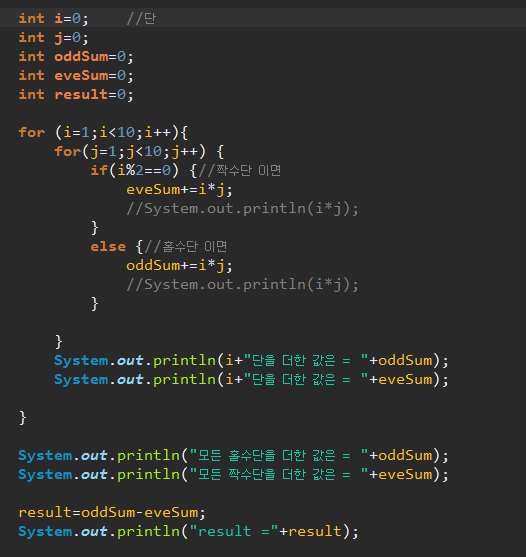 int i=0;    //단
int j=0;
int oddSum=0;
int eveSum=0;
int result=0;
for (i=1;i<10;i++){
for(j=1;j<10;j++) {
if(i%2==0) {//짝수단 이면
eveSum+=i*j;
//System.out.println(i*j);
}
else {//홀수단 이면
oddSum+=i*j;
//System.out.println(i*j);
}
}
System.out.println(i+"단을 더한 값은 = "+oddSum);
System.out.println(i+"단을 더한 값은 = "+eveSum);
}
System.out.println("모든 홀수단을 더한 값은 = "+oddSum);
System.out.println("모든 짝수단을 더한 값은 = "+eveSum);
result=oddSum-eveSum;
System.out.println("result ="+result);